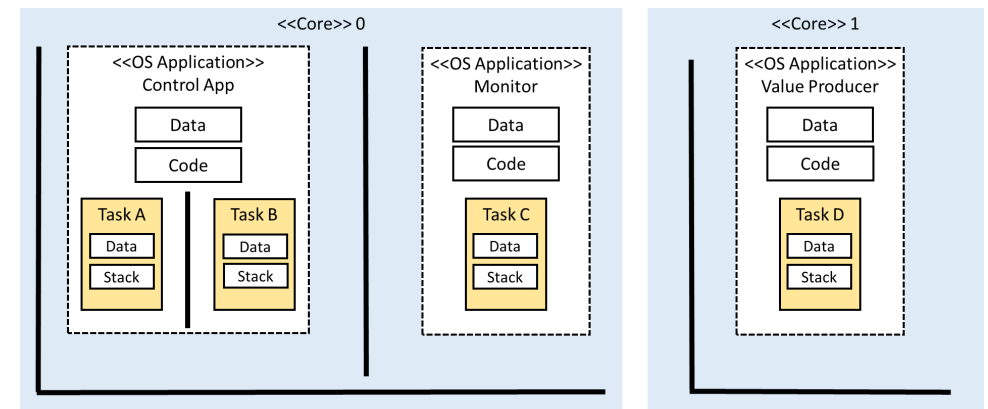 <<Core>> 0
<<OS Application>>
Control App
Data
Code
Task A
Data
Stack
Task B
Data
Stack
<<OS Application>>
Monitor
Data
Code
Task C
Data
Stack
<<Core>> 1
<<OS Application>>
Value Producer
Data
Code
Task D
Data
Stack